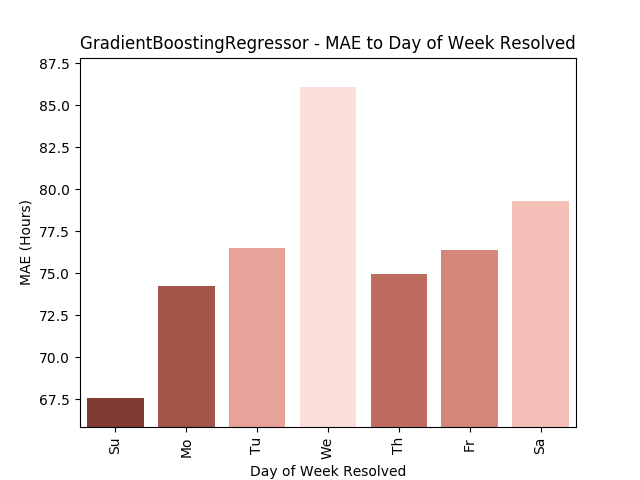 GradientBoostingRegressor - MAE to Day of Week Resolved
87.5
85.0
82.5
80.0
77.5
75.0
72.5
70.0
67.5
MAE (Hours)
Su
Mo
Tu
We
Th
Fr
Sa
Day of Week Resolved